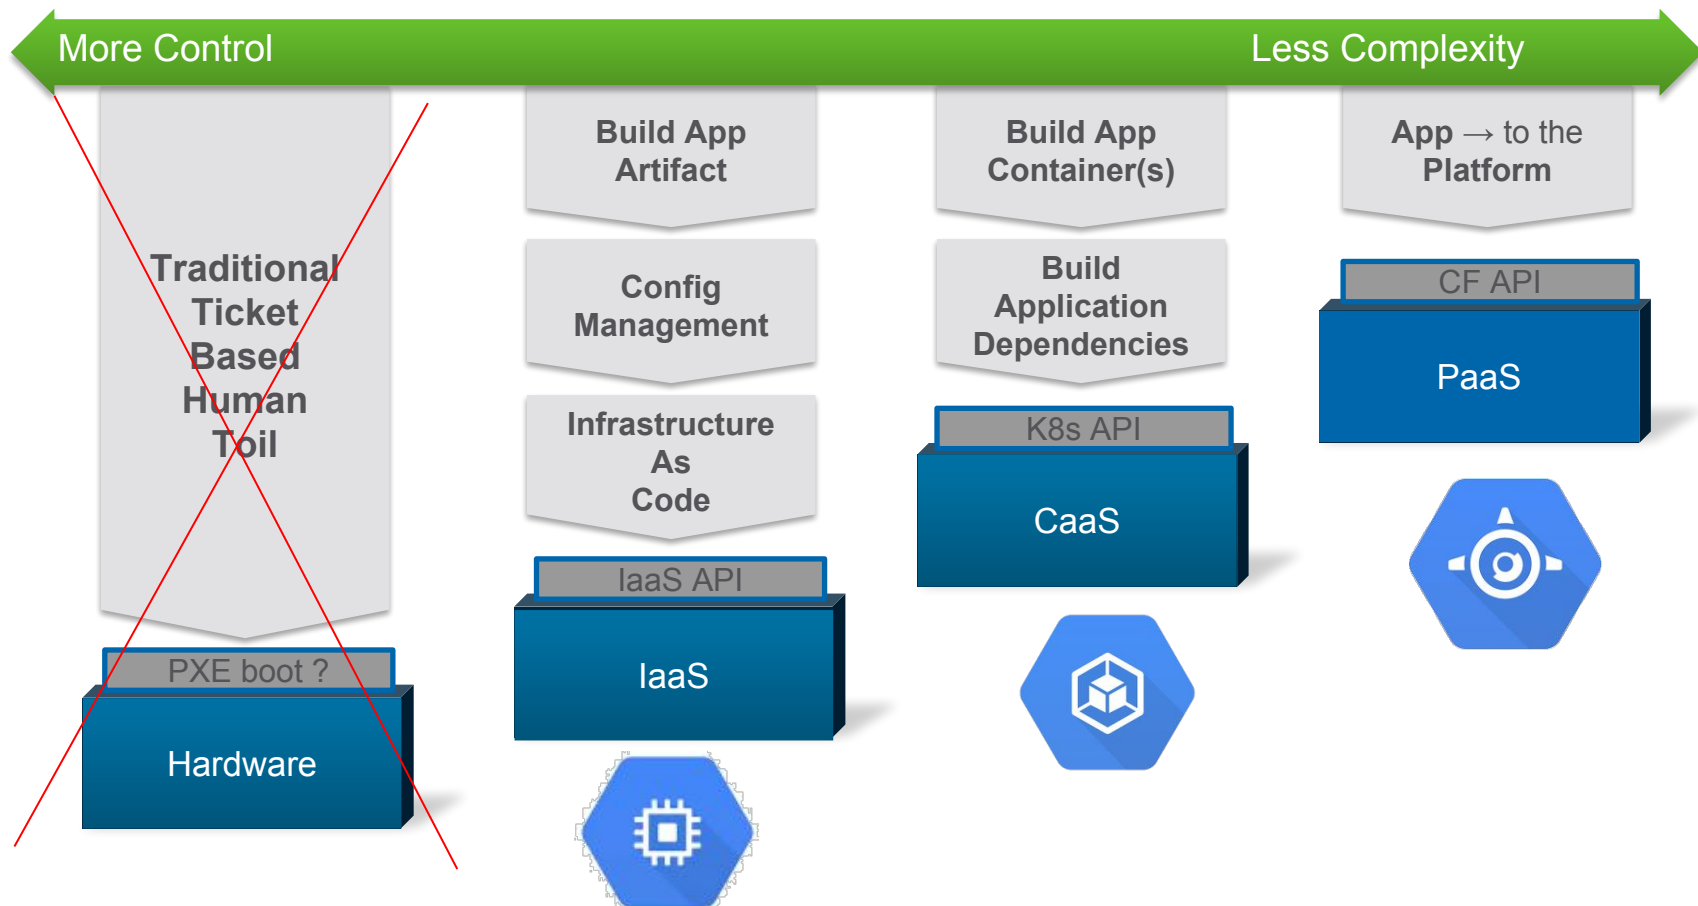 More Control
Less Complexity
Traditional
Ticket
Based
Human
Toil
PXE boot ?
Hardware
Build App
Artifact
Config
Management
Infrastructure
As
Code
IaaS API
IaaS
Build App
Container(s)
Build
Application
Dependencies
K8s API
CaaS
App → to the
Platform
CF API
PaaS